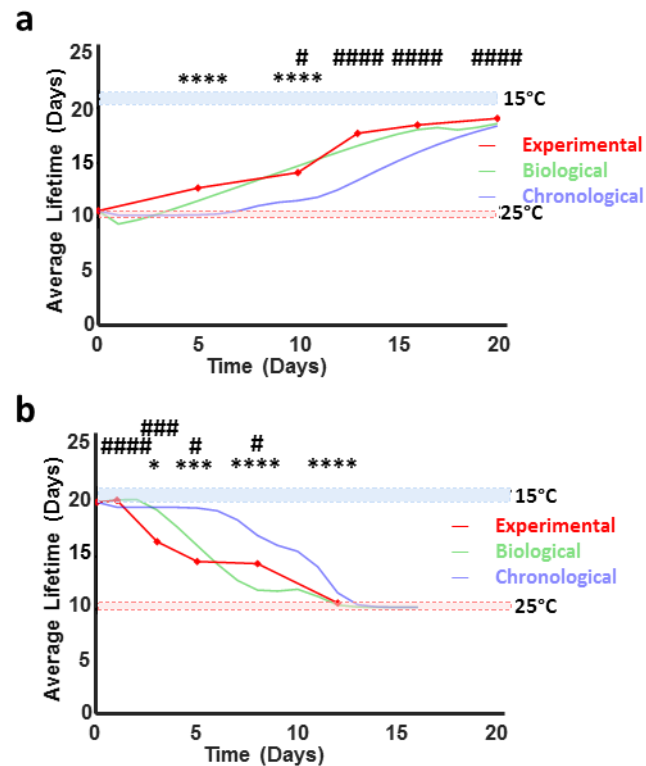 a
Average Lifetime (Days)
25
20
15
10
5
0
# #### #### ####
**** ****
15°C
Experimental
Biological
Chronological
25°C
0 5 10 15 20
Time (Days)
b
Average Lifetime (Days)
25
20
15
10
5
0
###
#### # #
* *** **** ****
15°C
Experimental
Biological
Chronological
25°C
0 5 10 15 20
Time (Days)